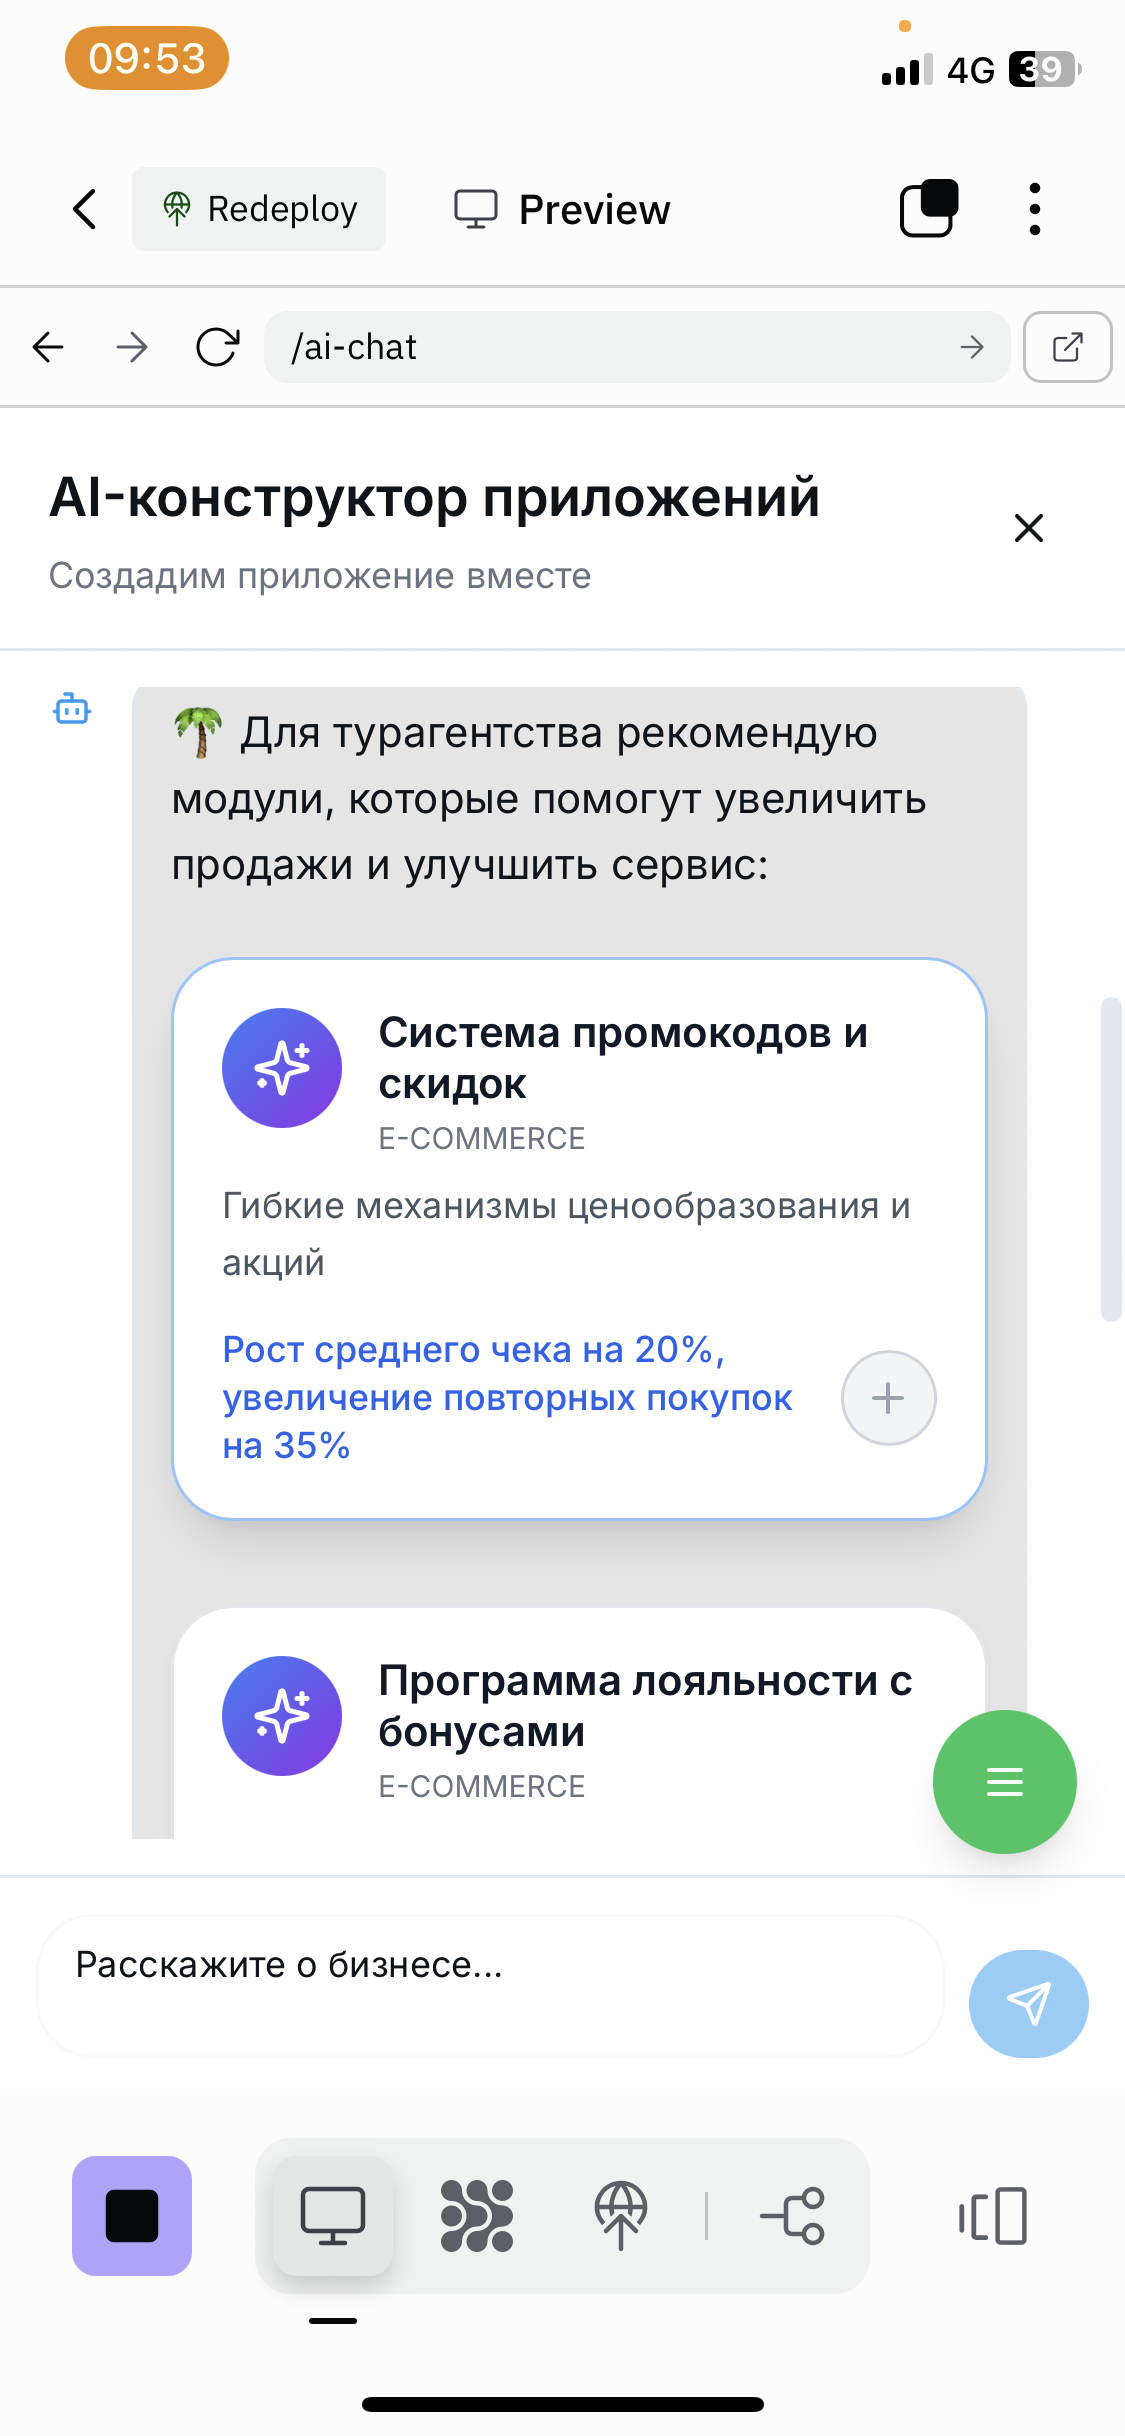 09:53
4G
39
Redeploy
Preview
/ai-chat
AI-конструктор приложений
Создадим приложение вместе
🌴 Для турагентства рекомендую
модули, которые помогут увеличить
продажи и улучшить сервис:
Система промокодов и
скидок
E-COMMERCE
Гибкие механизмы ценообразования и
акций
Рост среднего чека на 20%,
увеличение повторных покупок
на 35%
Программа лояльности с
бонусами
E-COMMERCE
Расскажите о бизнесе...